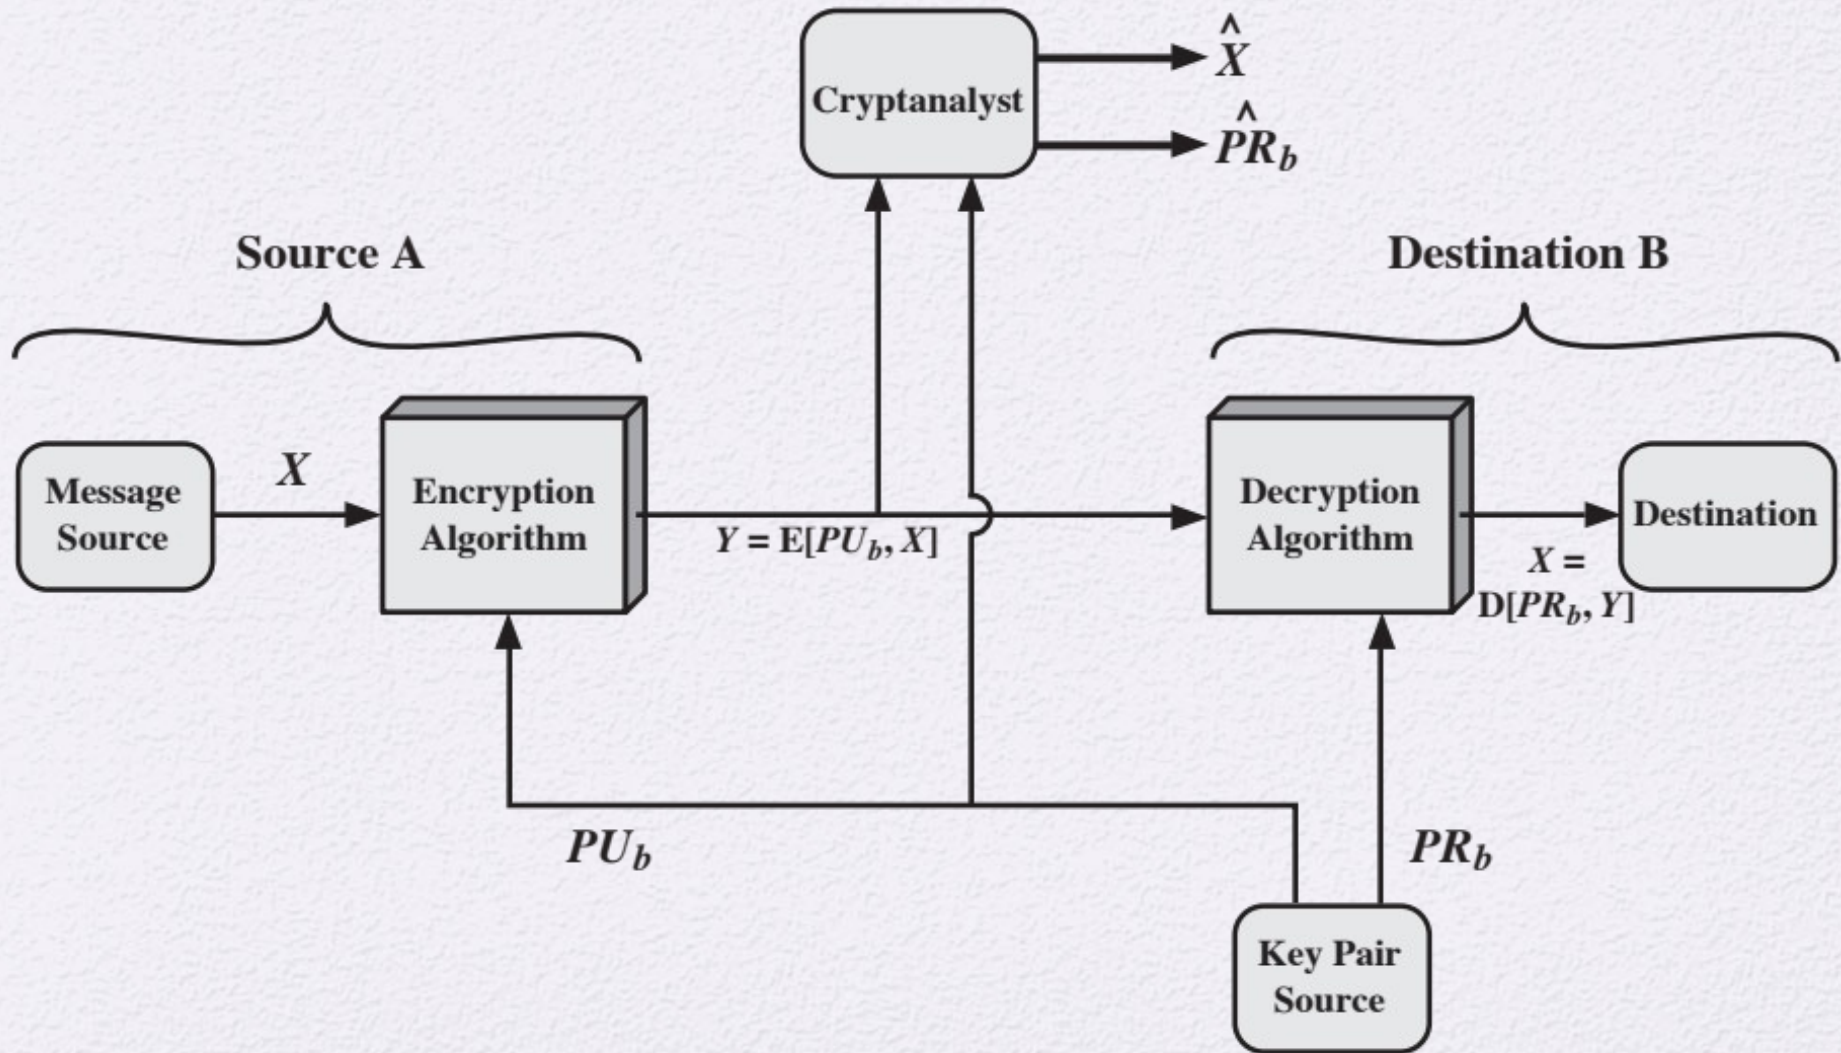 X̂
Cryptanalyst
P̂R_b
Source A
Destination B
Message
Source
X
Encryption
Algorithm
Y = E[PU_b, X]
Decryption
Algorithm
X =
D[PR_b, Y]
Destination
PU_b
PR_b
Key Pair
Source